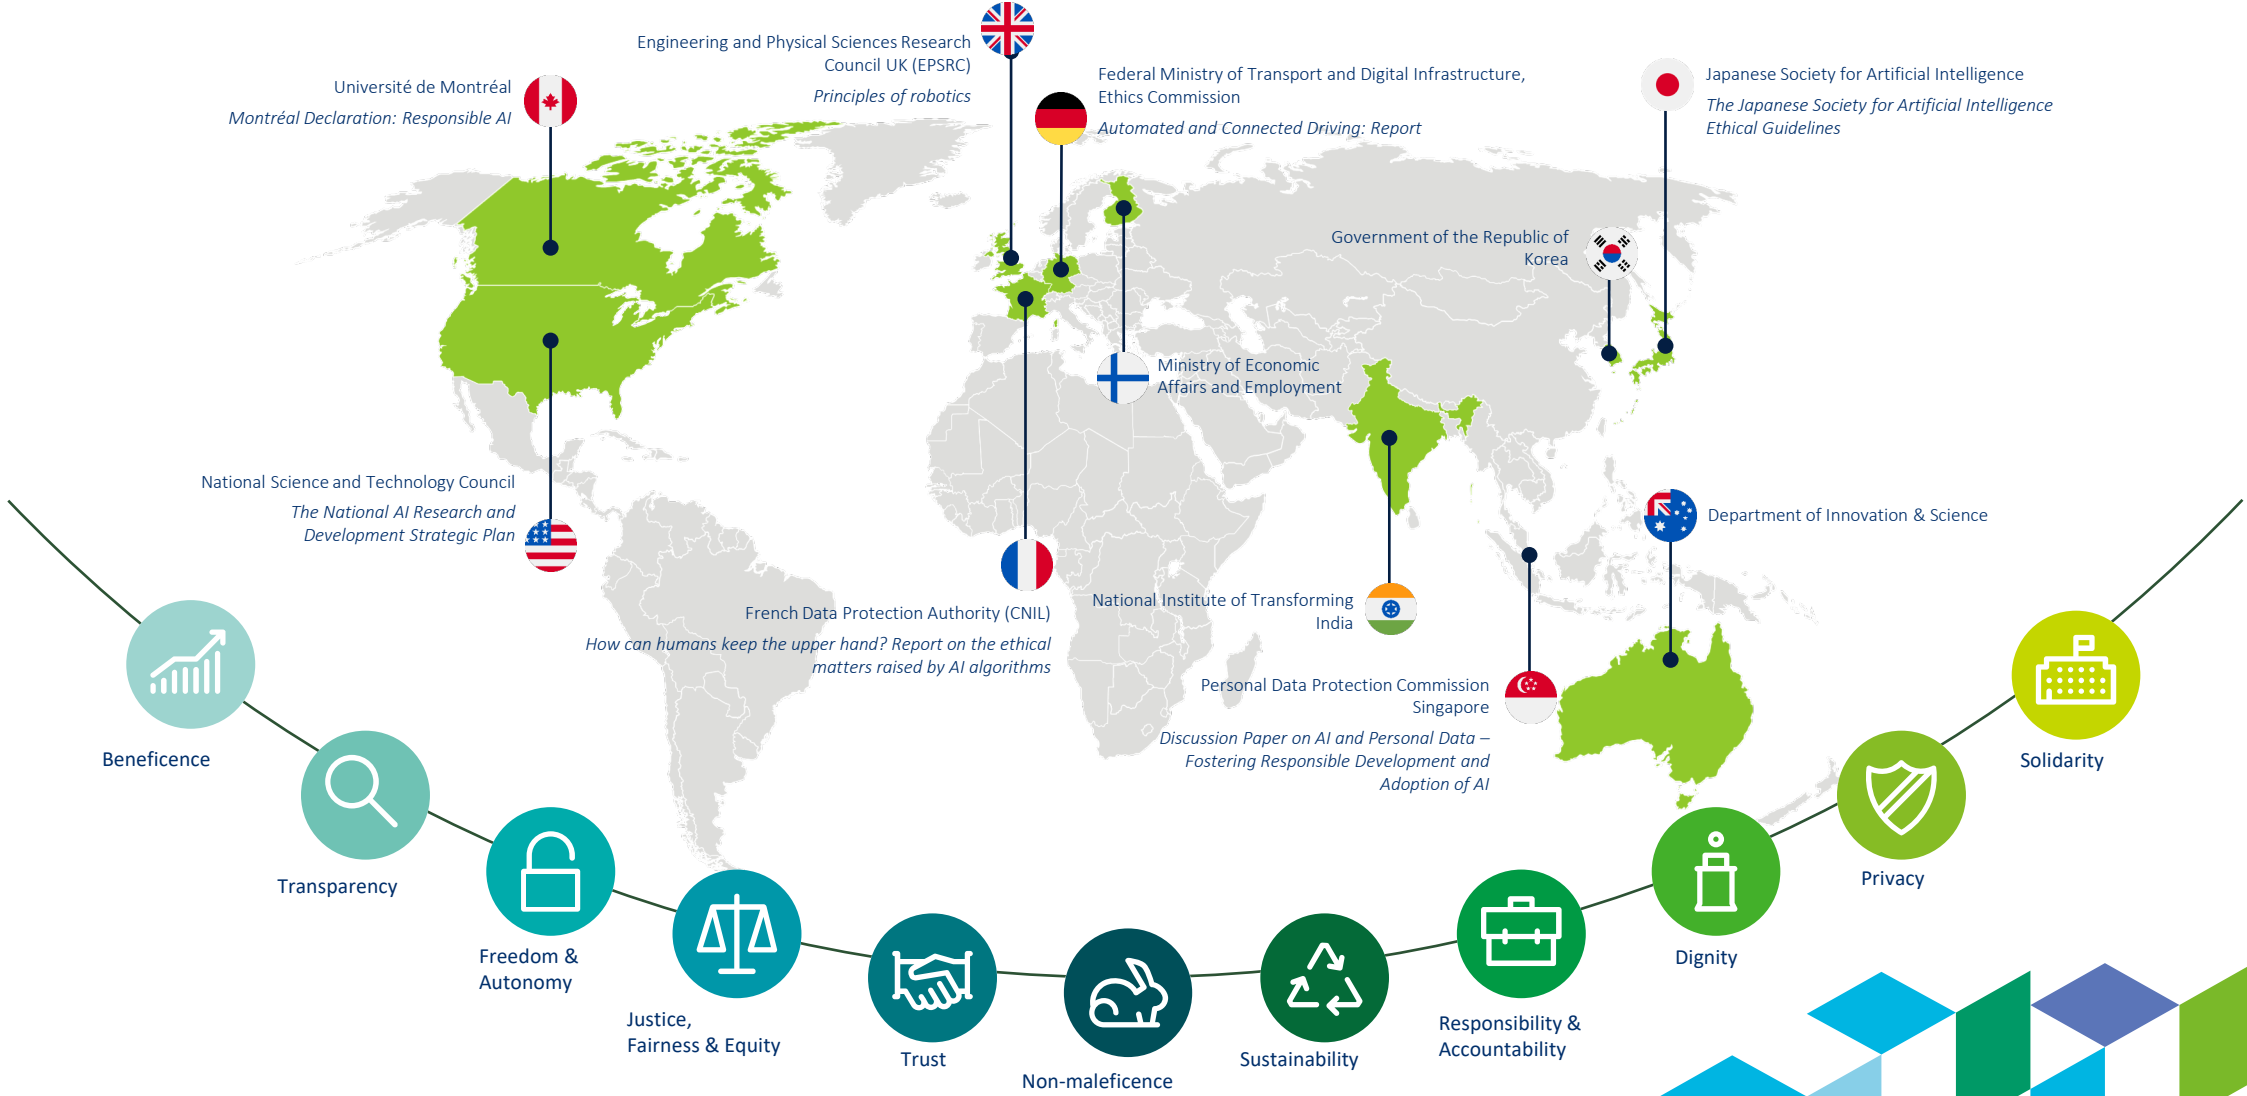 Engineering and Physical Sciences Research
Council UK (EPSRC)
Principles of robotics
Université de Montréal
Montréal Declaration: Responsible AI
Federal Ministry of Transport and Digital Infrastructure,
Ethics Commission
Automated and Connected Driving: Report
Japanese Society for Artificial Intelligence
The Japanese Society for Artificial Intelligence
Ethical Guidelines
Government of the Republic of
Korea
Ministry of Economic
Affairs and Employment
National Science and Technology Council
The National AI Research and
Development Strategic Plan
Department of Innovation & Science
French Data Protection Authority (CNIL)
How can humans keep the upper hand? Report on the ethical
matters raised by AI algorithms
National Institute of Transforming
India
Personal Data Protection Commission
Singapore
Discussion Paper on AI and Personal Data –
Fostering Responsible Development and
Adoption of AI
Beneficence
Transparency
Freedom &
Autonomy
Justice,
Fairness & Equity
Trust
Non-maleficence
Sustainability
Responsibility &
Accountability
Dignity
Privacy
Solidarity